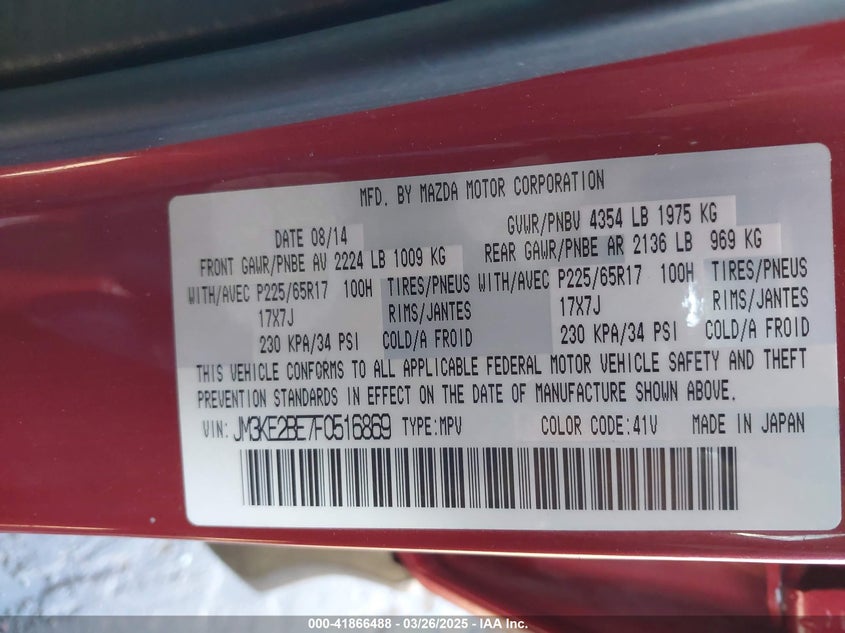 MFD. BY MAZDA MOTOR CORPORATION
DATE 08/14 GVWR/PNBV 4354 LB 1975 KG
FRONT GAWR/PNBE AV 2224 LB 1009 KG REAR GAWR/PNBE AR 2136 LB 969 KG
WITH/AVEC P225/65R17 100H TIRES/PNEUS WITH/AVEC P225/65R17 100H TIRES/PNEUS
17X7J RIMS/JANTES 17X7J RIMS/JANTES
230 KPA/34 PSI COLD/A FROID 230 KPA/34 PSI COLD/A FROID
THIS VEHICLE CONFORMS TO ALL APPLICABLE FEDERAL MOTOR VEHICLE SAFETY AND THEFT
PREVENTION STANDARDS IN EFFECT ON THE DATE OF MANUFACTURE SHOWN ABOVE.
VIN: JM3KE2BE7F0516869 TYPE:MPV COLOR CODE:41V MADE IN JAPAN
000-41866488 - 03/26/2025 - IAA Inc.